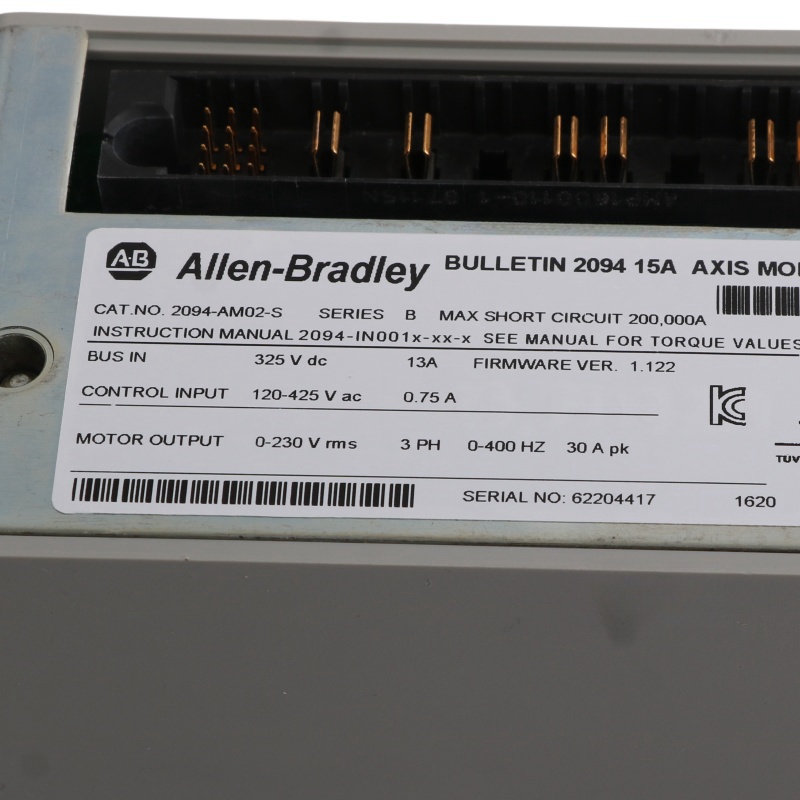 A-B Allen-Bradley BULLETIN 2094 15A AXIS
CAT.NO. 2094-AM02-S SERIES B MAX SHORT CIRCUIT 200,000A
INSTRUCTION MANUAL 2094-IN001x-xx-x SEE MANUAL FOR TORQUE VALUES
BUS IN 325 V dc 13A FIRMWARE VER. 1.122
CONTROL INPUT 120-425 V ac 0.75 A
MOTOR OUTPUT 0-230 V rms 3 PH 0-400 HZ 30 A pk
TUV
SERIAL NO: 62204417 1620